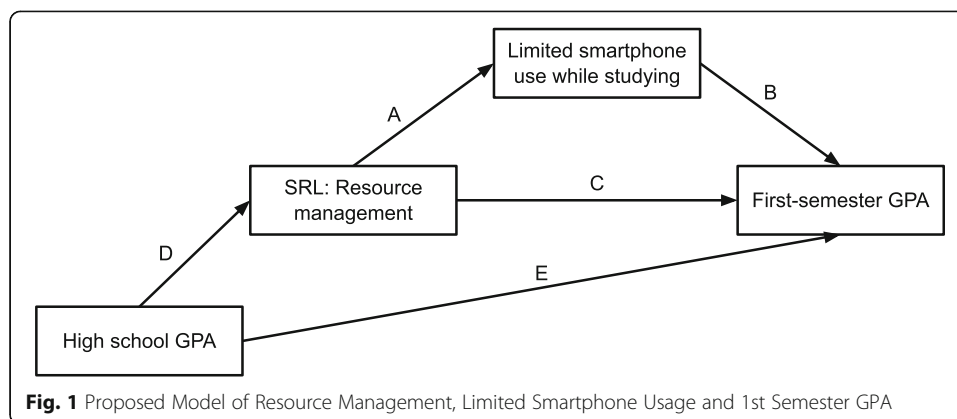 Limited smartphone
use while studying
A
B
SRL: Resource
management
C
First-semester GPA
D
E
High school GPA
Fig. 1 Proposed Model of Resource Management, Limited Smartphone Usage and 1st Semester GPA